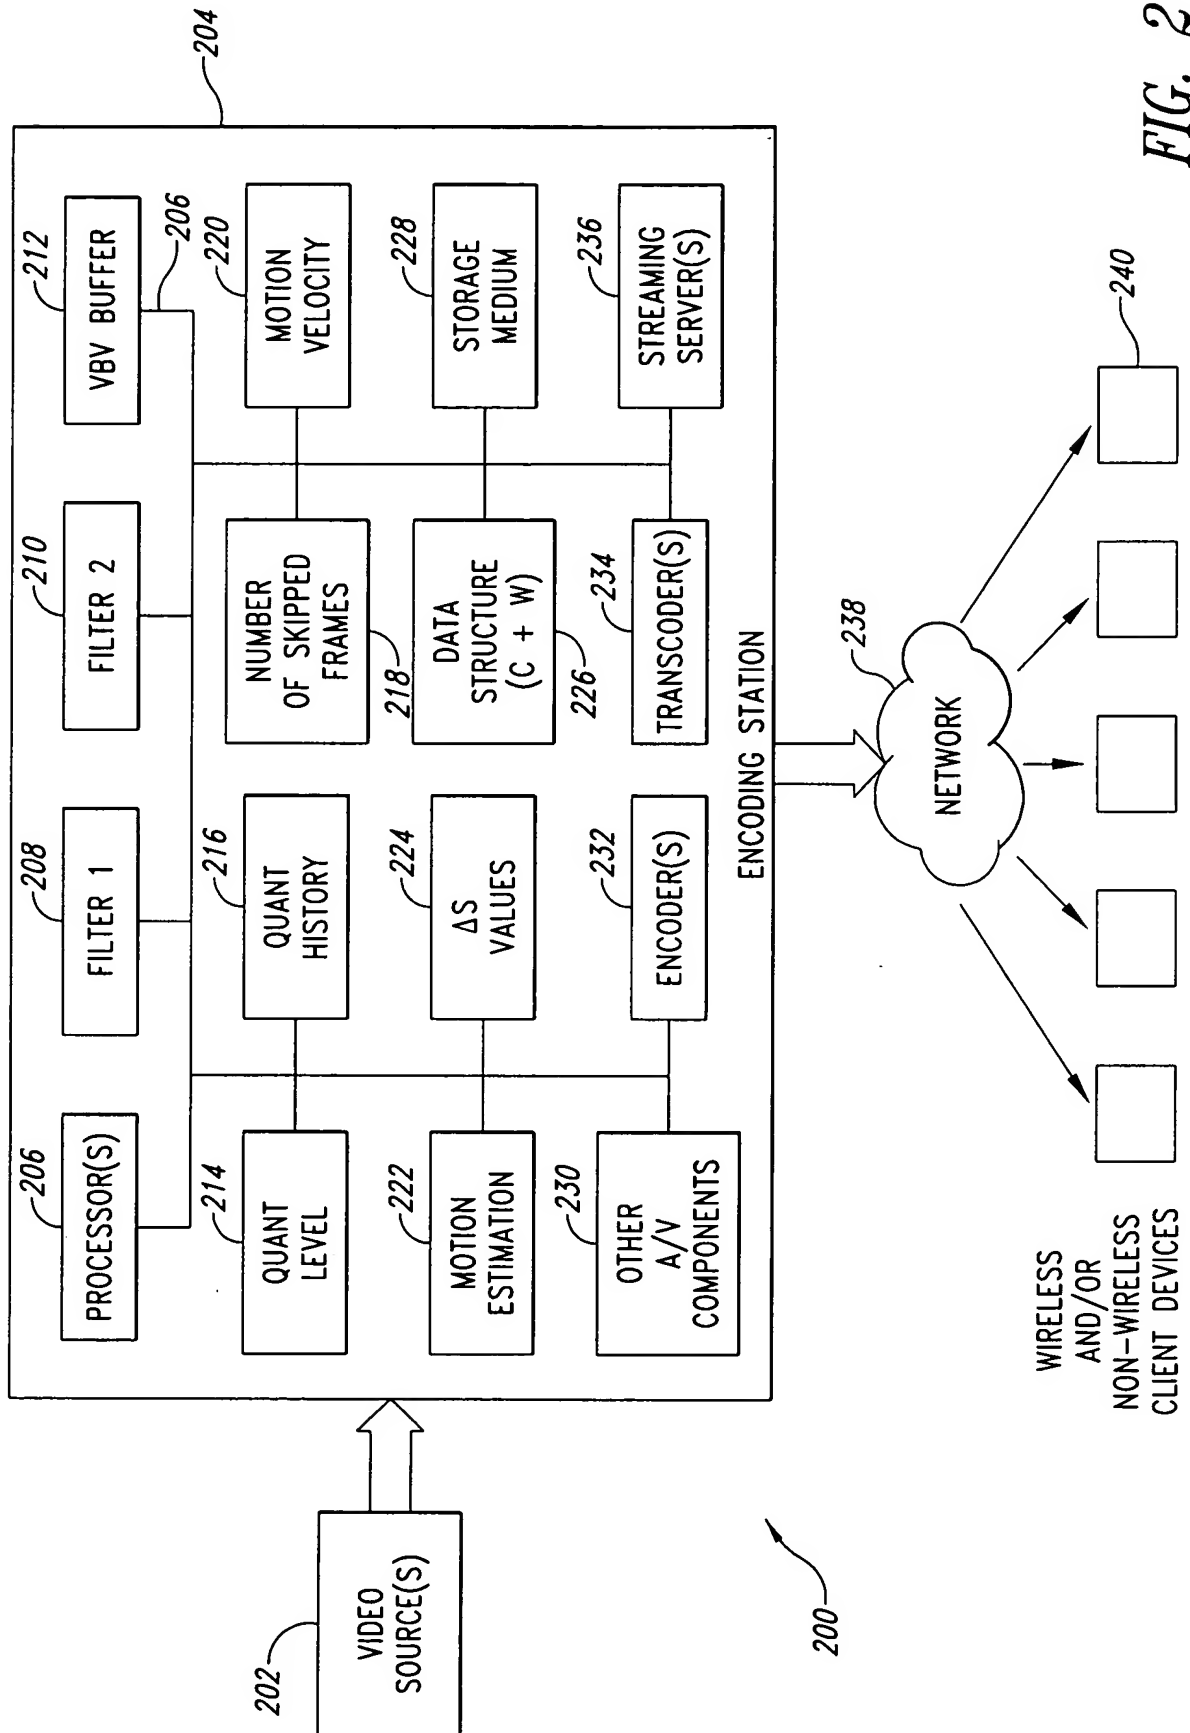 204
206
PROCESSOR(S)
208
FILTER 1
210
FILTER 2
212
VBV BUFFER
206
214
QUANT
LEVEL
216
QUANT
HISTORY
NUMBER
OF SKIPPED
FRAMES
218
220
MOTION
VELOCITY
222
MOTION
ESTIMATION
224
ΔS
VALUES
DATA
STRUCTURE
(C + W)
226
228
STORAGE
MEDIUM
230
OTHER
A/V
COMPONENTS
232
ENCODER(S)
234
TRANSCODER(S)
236
STREAMING
SERVER(S)
ENCODING STATION
202
VIDEO
SOURCE(S)
238
NETWORK
200
240
WIRELESS
AND/OR
NON-WIRELESS
CLIENT DEVICES
FIG. 2